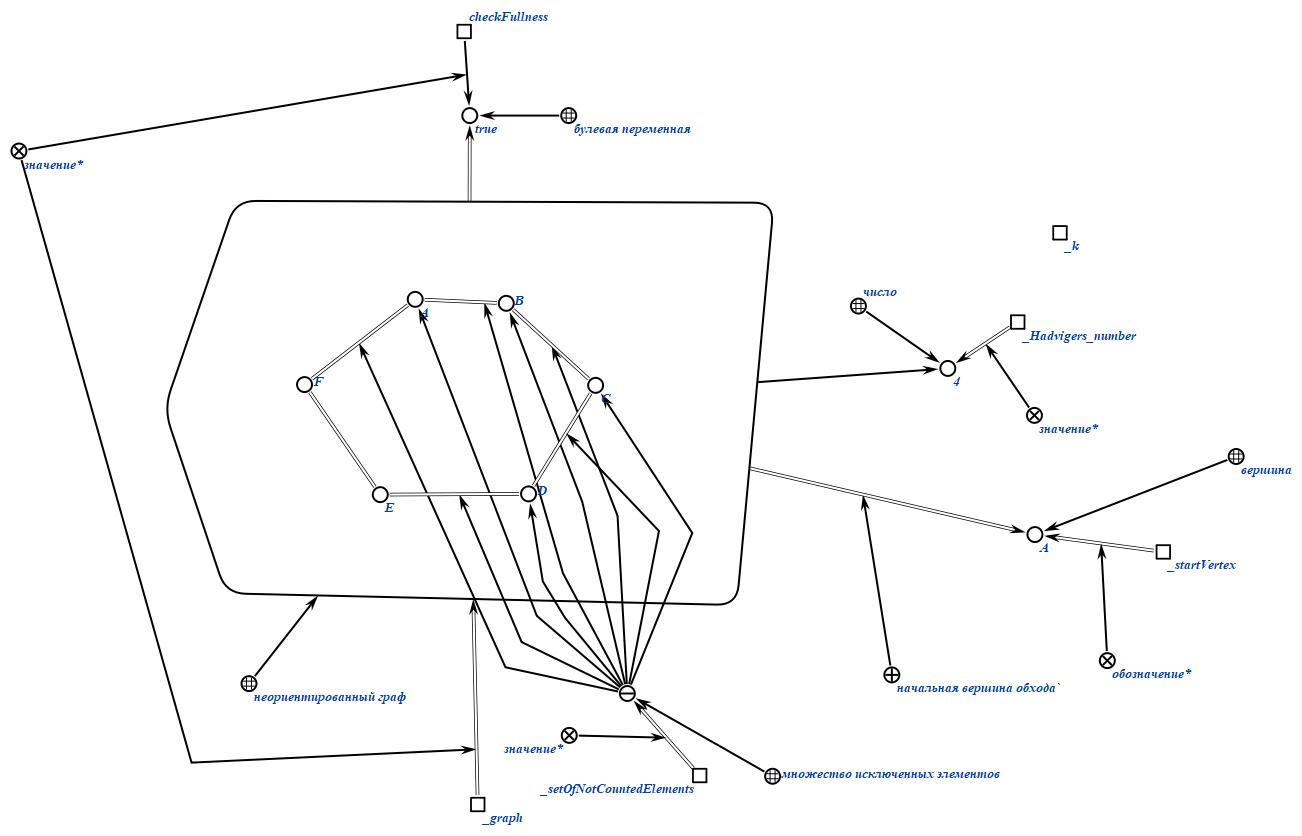 checkFullness
true
булевая переменная
значение*
_k
число
_Hadvigers_number
4
значение*
A
B
F
C
E
D
вершина
A
_startVertex
обозначение*
начальная вершина обхода`
неориентированный граф
значение*
_setOfNotCountedElements
множество исключенных элементов
_graph